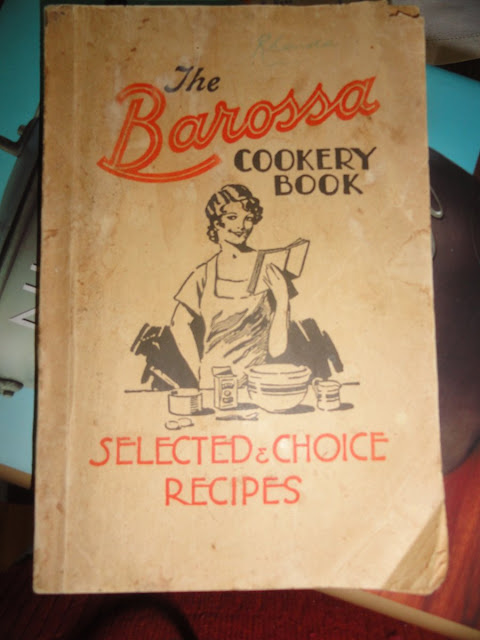 The
Barossa
COOKERY
BOOK
SELECTED & CHOICE
RECIPES